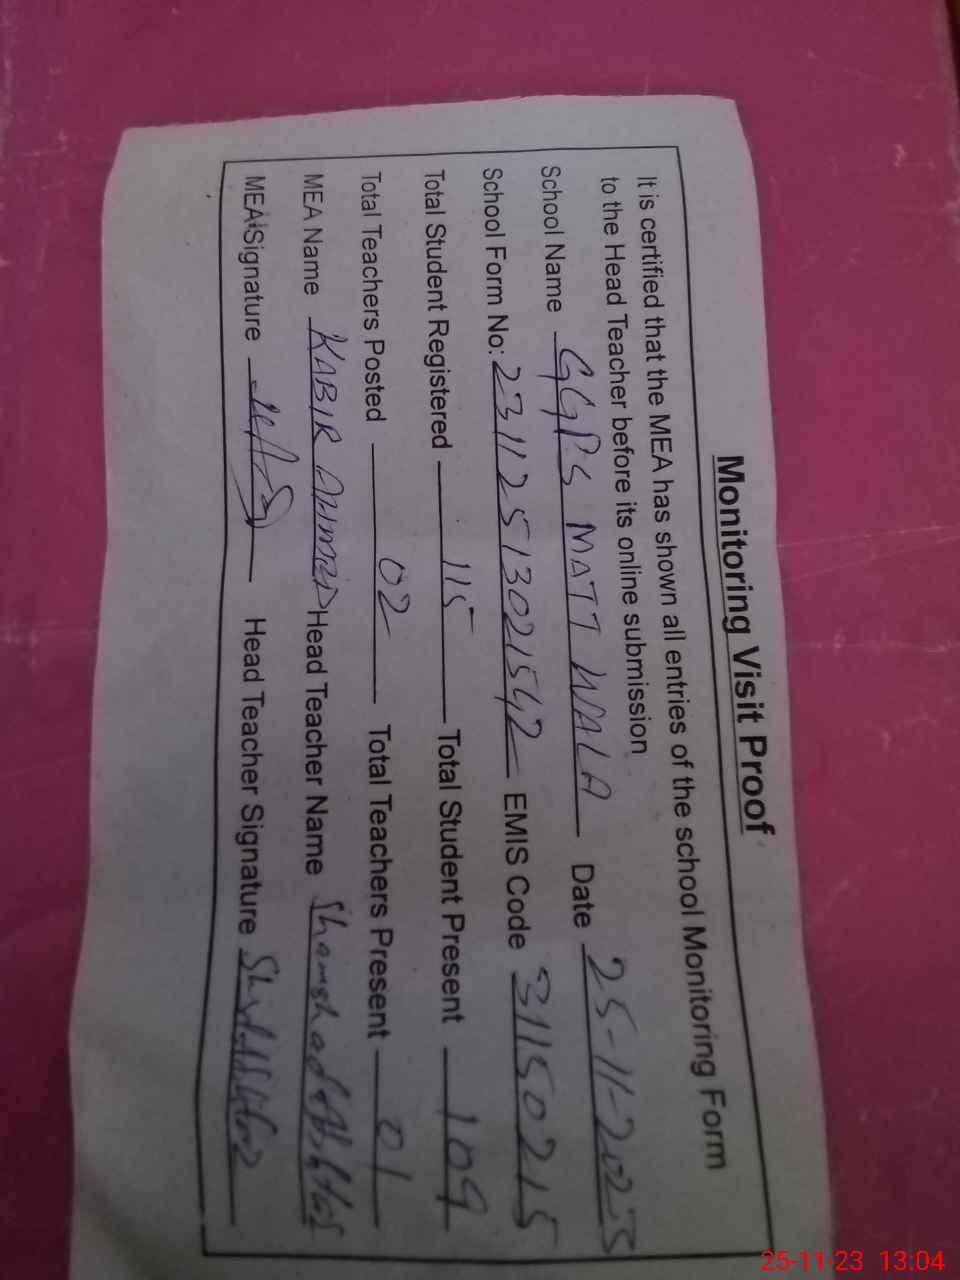 Monitoring Visit Proof
It is certified that the MEA has shown all entries of the school Monitoring Form
to the Head Teacher before its online submission
School Name GGPS MATT WALA Date 25-11-2023
School Form No: 23112513021542 EMIS Code 31150215
Total Student Registered 115 Total Student Present 109
Total Teachers Posted 02 Total Teachers Present 01
MEA Name KABIR AHMED Head Teacher Name Shamshad
MEA Signature Head Teacher Signature
25-11-23 13:04